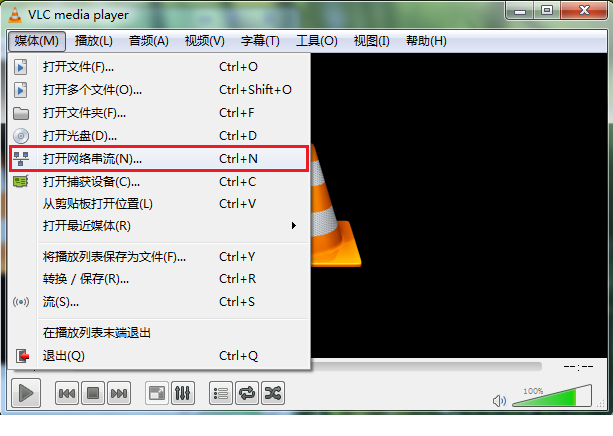 VLC media player
媒体(M) 播放(L) 音频(A) 视频(V) 字幕(T) 工具(O) 视图(I) 帮助(H)
打开文件(F)... Ctrl+O
打开多个文件(O)... Ctrl+Shift+O
打开文件夹(F)... Ctrl+F
打开光盘(D)... Ctrl+D
打开网络串流(N)... Ctrl+N
打开捕获设备(C)... Ctrl+C
从剪贴板打开位置(L) Ctrl+V
打开最近媒体(R)
将播放列表保存为文件(F)... Ctrl+Y
转换 / 保存(R)... Ctrl+R
流(S)... Ctrl+S
在播放列表末端退出
退出(Q) Ctrl+Q
--:--
100%